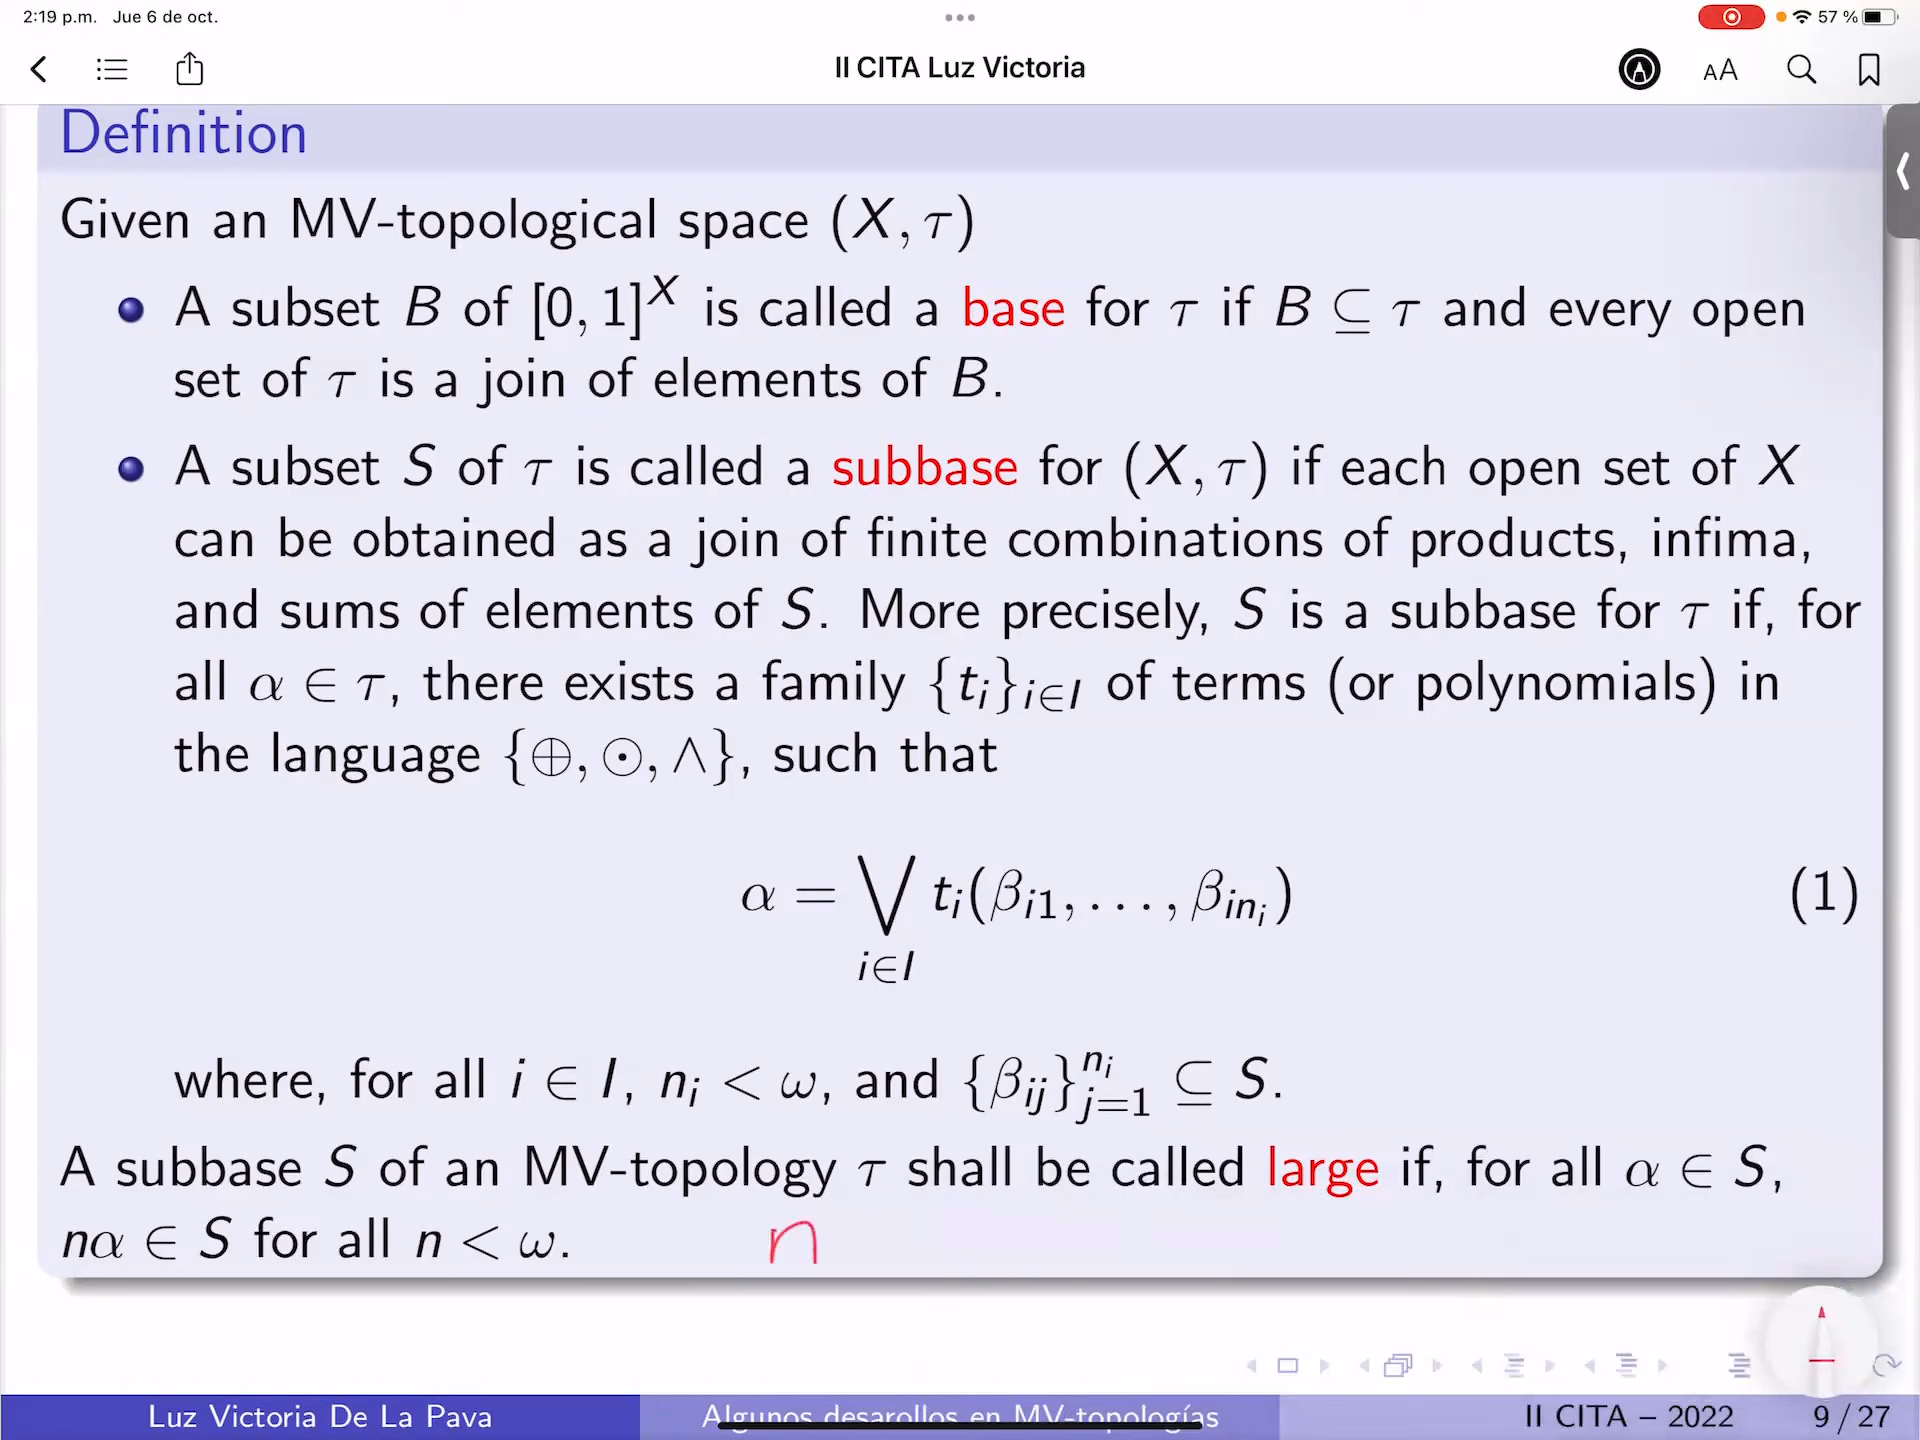 2:19 p.m. Jue 6 de oct.
57 %
II CITA Luz Victoria
AA
Definition
Given an MV-topological space (X, τ)
A subset B of [0, 1]^X is called a base for τ if B ⊆ τ and every open
set of τ is a join of elements of B.
A subset S of τ is called a subbase for (X, τ) if each open set of X
can be obtained as a join of finite combinations of products, infima,
and sums of elements of S. More precisely, S is a subbase for τ if, for
all α ∈ τ, there exists a family {t_i}_{i∈I} of terms (or polynomials) in
the language {⊕, ⊙, ∧}, such that
α = ⋁_{i∈I} t_i(β_{i1}, . . . , β_{in_i}) (1)
where, for all i ∈ I, n_i < ω, and {β_{ij}}_{j=1}^{n_i} ⊆ S.
A subbase S of an MV-topology τ shall be called large if, for all α ∈ S,
nα ∈ S for all n < ω.
n
Luz Victoria De La Pava Algunos desarollos en MV-topologías II CITA – 2022 9 / 27